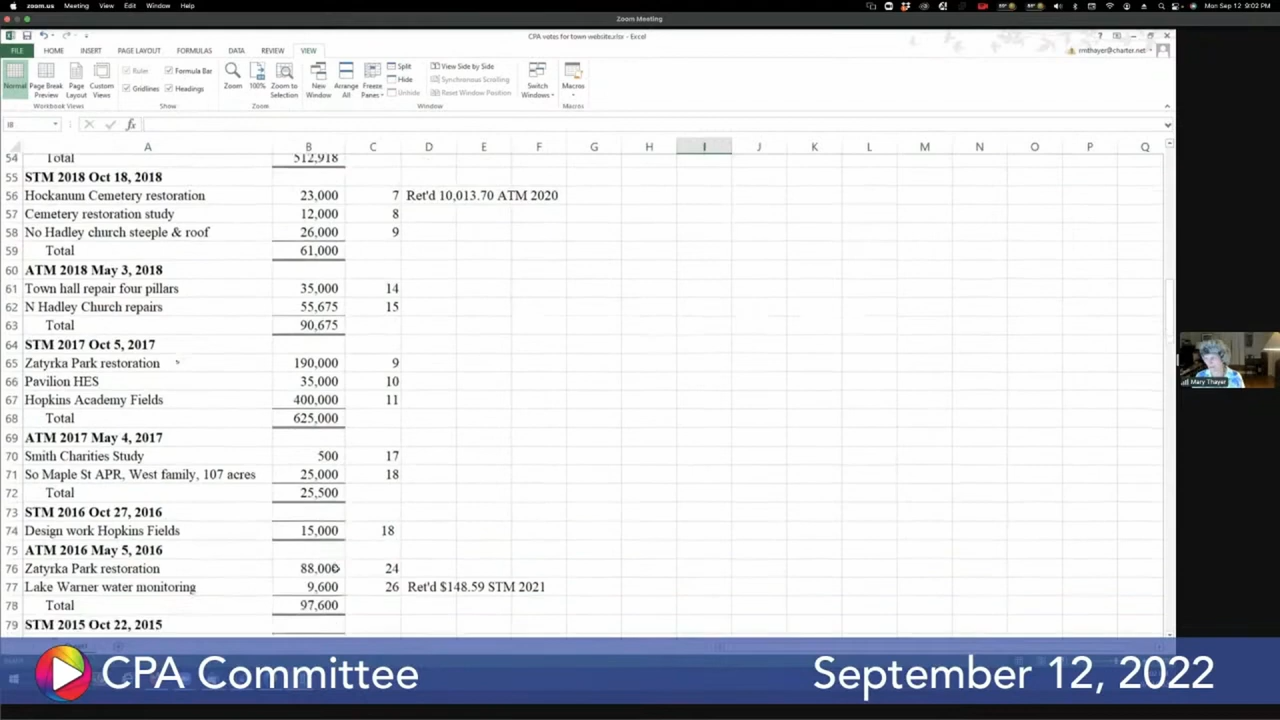 zoom.us Meeting View Edit Window Help Mon Sep 12 9:02 PM
Zoom Meeting
CPA votes for town website.xlsx - Excel
FILE HOME INSERT PAGE LAYOUT FORMULAS DATA REVIEW VIEW rmthayer@charter.net
Normal Page Break Preview Page Layout Custom Views Ruler Formula Bar Gridlines Headings Zoom 100% Zoom to Selection New Window Arrange All Freeze Panes Split Hide Unhide View Side by Side Synchronous Scrolling Reset Window Position Switch Windows Macros
Workbook Views Show Zoom Window Macros
I8 fx
A B C D E F G H I J K L M N O P Q
54 Total 512,918
55 STM 2018 Oct 18, 2018
56 Hockanum Cemetery restoration 23,000 7 Ret'd 10,013.70 ATM 2020
57 Cemetery restoration study 12,000 8
58 No Hadley church steeple & roof 26,000 9
59 Total 61,000
60 ATM 2018 May 3, 2018
61 Town hall repair four pillars 35,000 14
62 N Hadley Church repairs 55,675 15
63 Total 90,675
64 STM 2017 Oct 5, 2017
65 Zatyrka Park restoration 190,000 9
66 Pavilion HES 35,000 10
67 Hopkins Academy Fields 400,000 11
68 Total 625,000
69 ATM 2017 May 4, 2017
70 Smith Charities Study 500 17
71 So Maple St APR, West family, 107 acres 25,000 18
72 Total 25,500
73 STM 2016 Oct 27, 2016
74 Design work Hopkins Fields 15,000 18
75 ATM 2016 May 5, 2016
76 Zatyrka Park restoration 88,000 24
77 Lake Warner water monitoring 9,600 26 Ret'd $148.59 STM 2021
78 Total 97,600
79 STM 2015 Oct 22, 2015
Mary Thayer
CPA Committee September 12, 2022